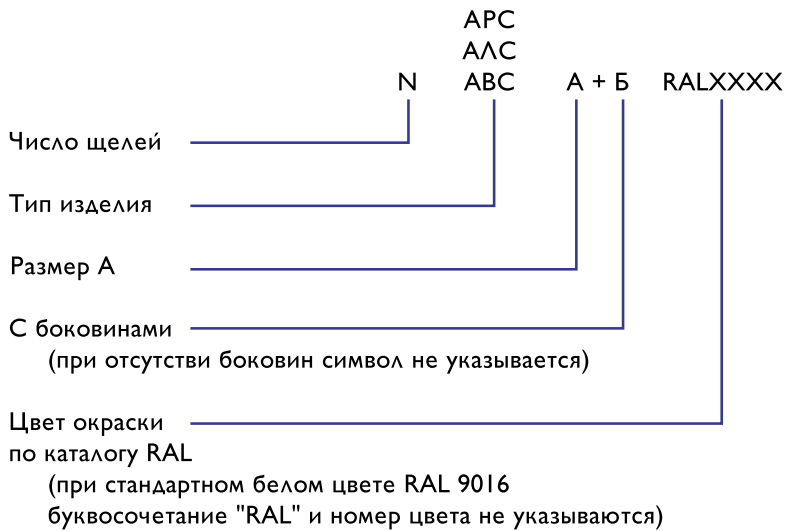 АРС
АЛС
N АВС А + Б RALXXXX
Число щелей
Тип изделия
Размер А
С боковинами
(при отсутстви боковин символ не указывается)
Цвет окраски
по каталогу RAL
(при стандартном белом цвете RAL 9016
буквосочетание "RAL" и номер цвета не указываются)